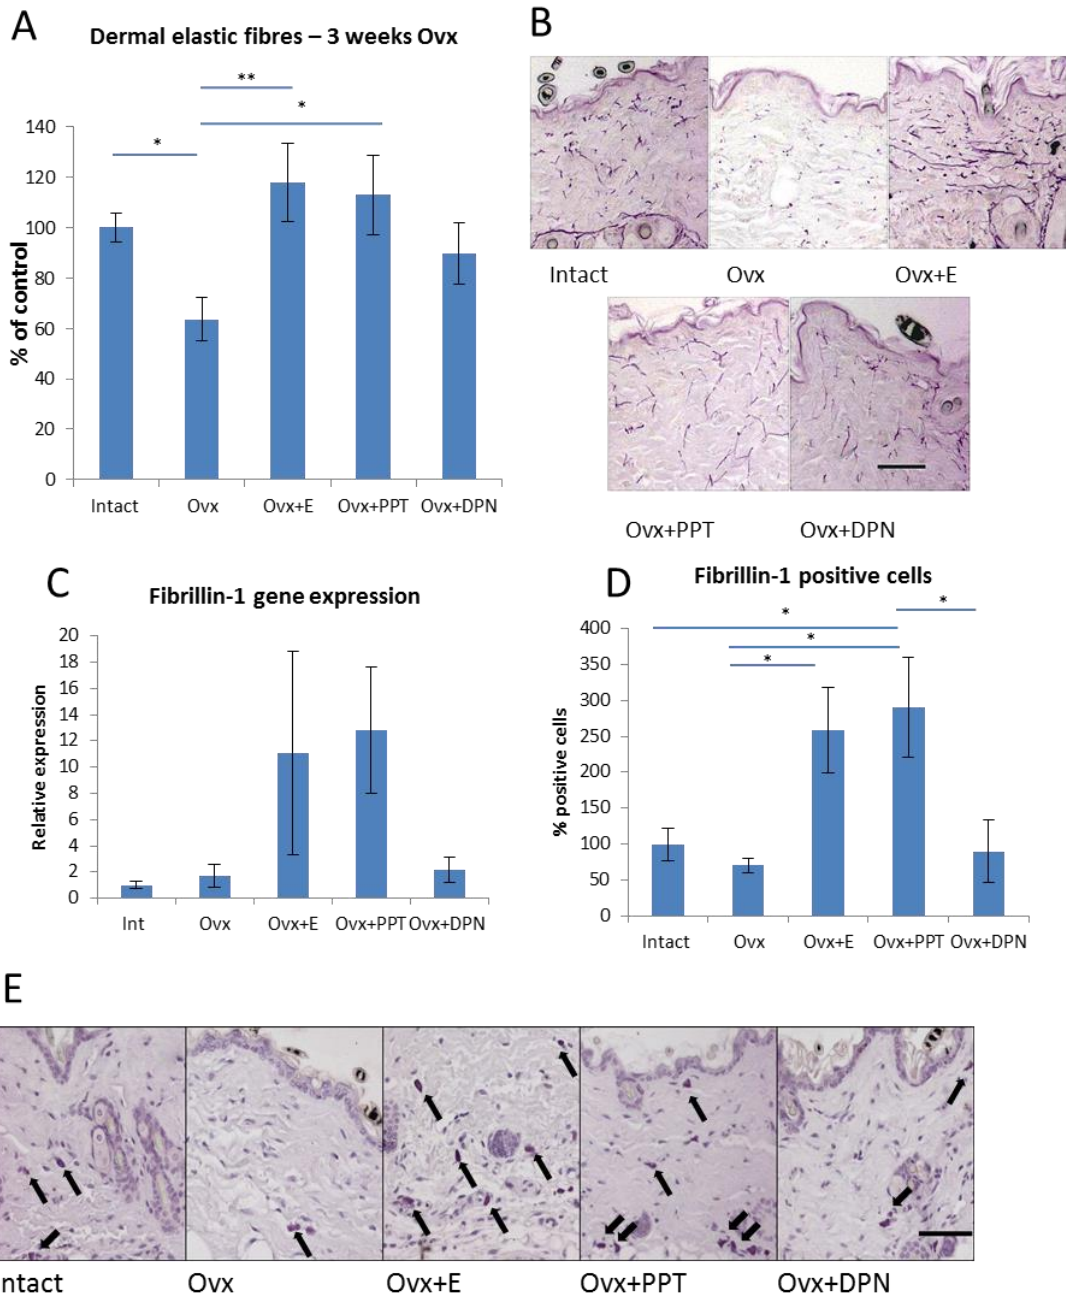 A
Dermal elastic fibres – 3 weeks Ovx
**
*
*
% of control
140
120
100
80
60
40
20
0
Intact Ovx Ovx+E Ovx+PPT Ovx+DPN
B
Intact Ovx Ovx+E
Ovx+PPT Ovx+DPN
C
Fibrillin-1 gene expression
Relative expression
20
18
16
14
12
10
8
6
4
2
0
Int Ovx Ovx+E Ovx+PPT Ovx+DPN
D
Fibrillin-1 positive cells
*
*
*
*
% positive cells
400
350
300
250
200
150
100
50
0
Intact Ovx Ovx+E Ovx+PPT Ovx+DPN
E
ntact Ovx Ovx+E Ovx+PPT Ovx+DPN